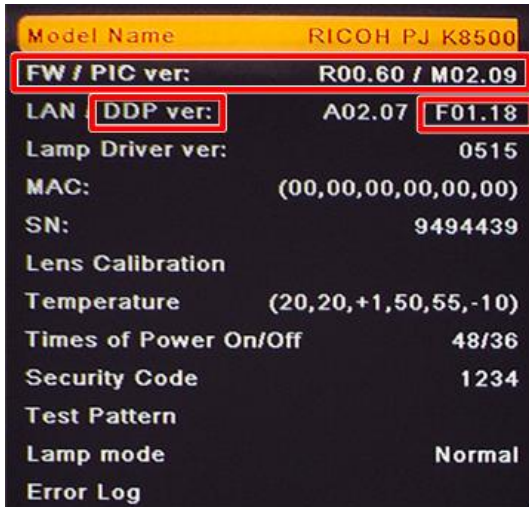 Model Name RICOH PJ K8500
FW / PIC ver: R00.60 / M02.09
LAN / DDP ver: A02.07 F01.18
Lamp Driver ver: 0515
MAC: (00,00,00,00,00,00)
SN: 9494439
Lens Calibration
Temperature (20,20,+1,50,55,-10)
Times of Power On/Off 48/36
Security Code 1234
Test Pattern
Lamp mode Normal
Error Log